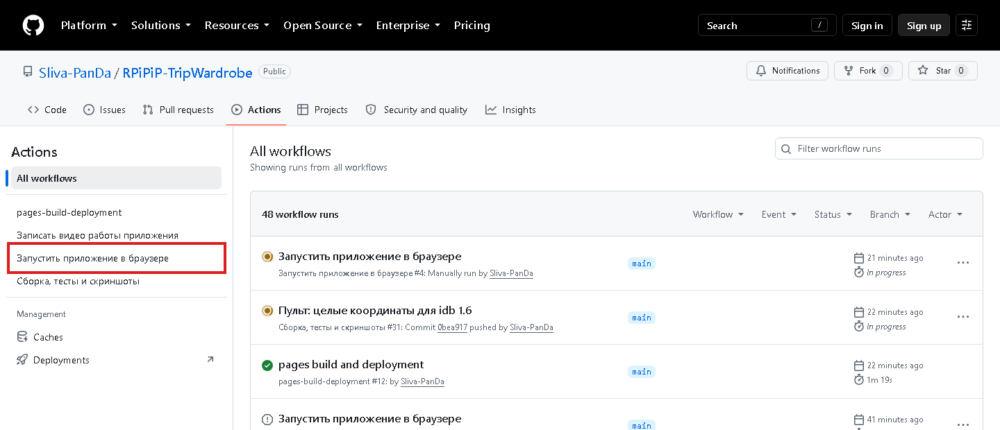 Platform Solutions Resources Open Source Enterprise Pricing Search / Sign in Sign up
Sliva-PanDa / RPiPiP-TripWardrobe Public Notifications Fork 0 Star 0
Code Issues Pull requests Actions Projects Security and quality Insights
Actions
All workflows
pages-build-deployment
Записать видео работы приложения
Запустить приложение в браузере
Сборка, тесты и скриншоты
Management
Caches
Deployments
All workflows
Showing runs from all workflows
Filter workflow runs
48 workflow runs Workflow Event Status Branch Actor
Запустить приложение в браузере
Запустить приложение в браузере #4: Manually run by Sliva-PanDa
main
21 minutes ago
In progress
Пульт: целые координаты для idb 1.6
Сборка, тесты и скриншоты #31: Commit 0bea917 pushed by Sliva-PanDa
main
22 minutes ago
In progress
pages build and deployment
pages-build-deployment #12: by Sliva-PanDa
main
22 minutes ago
1m 19s
Запустить приложение в браузере
main
41 minutes ago